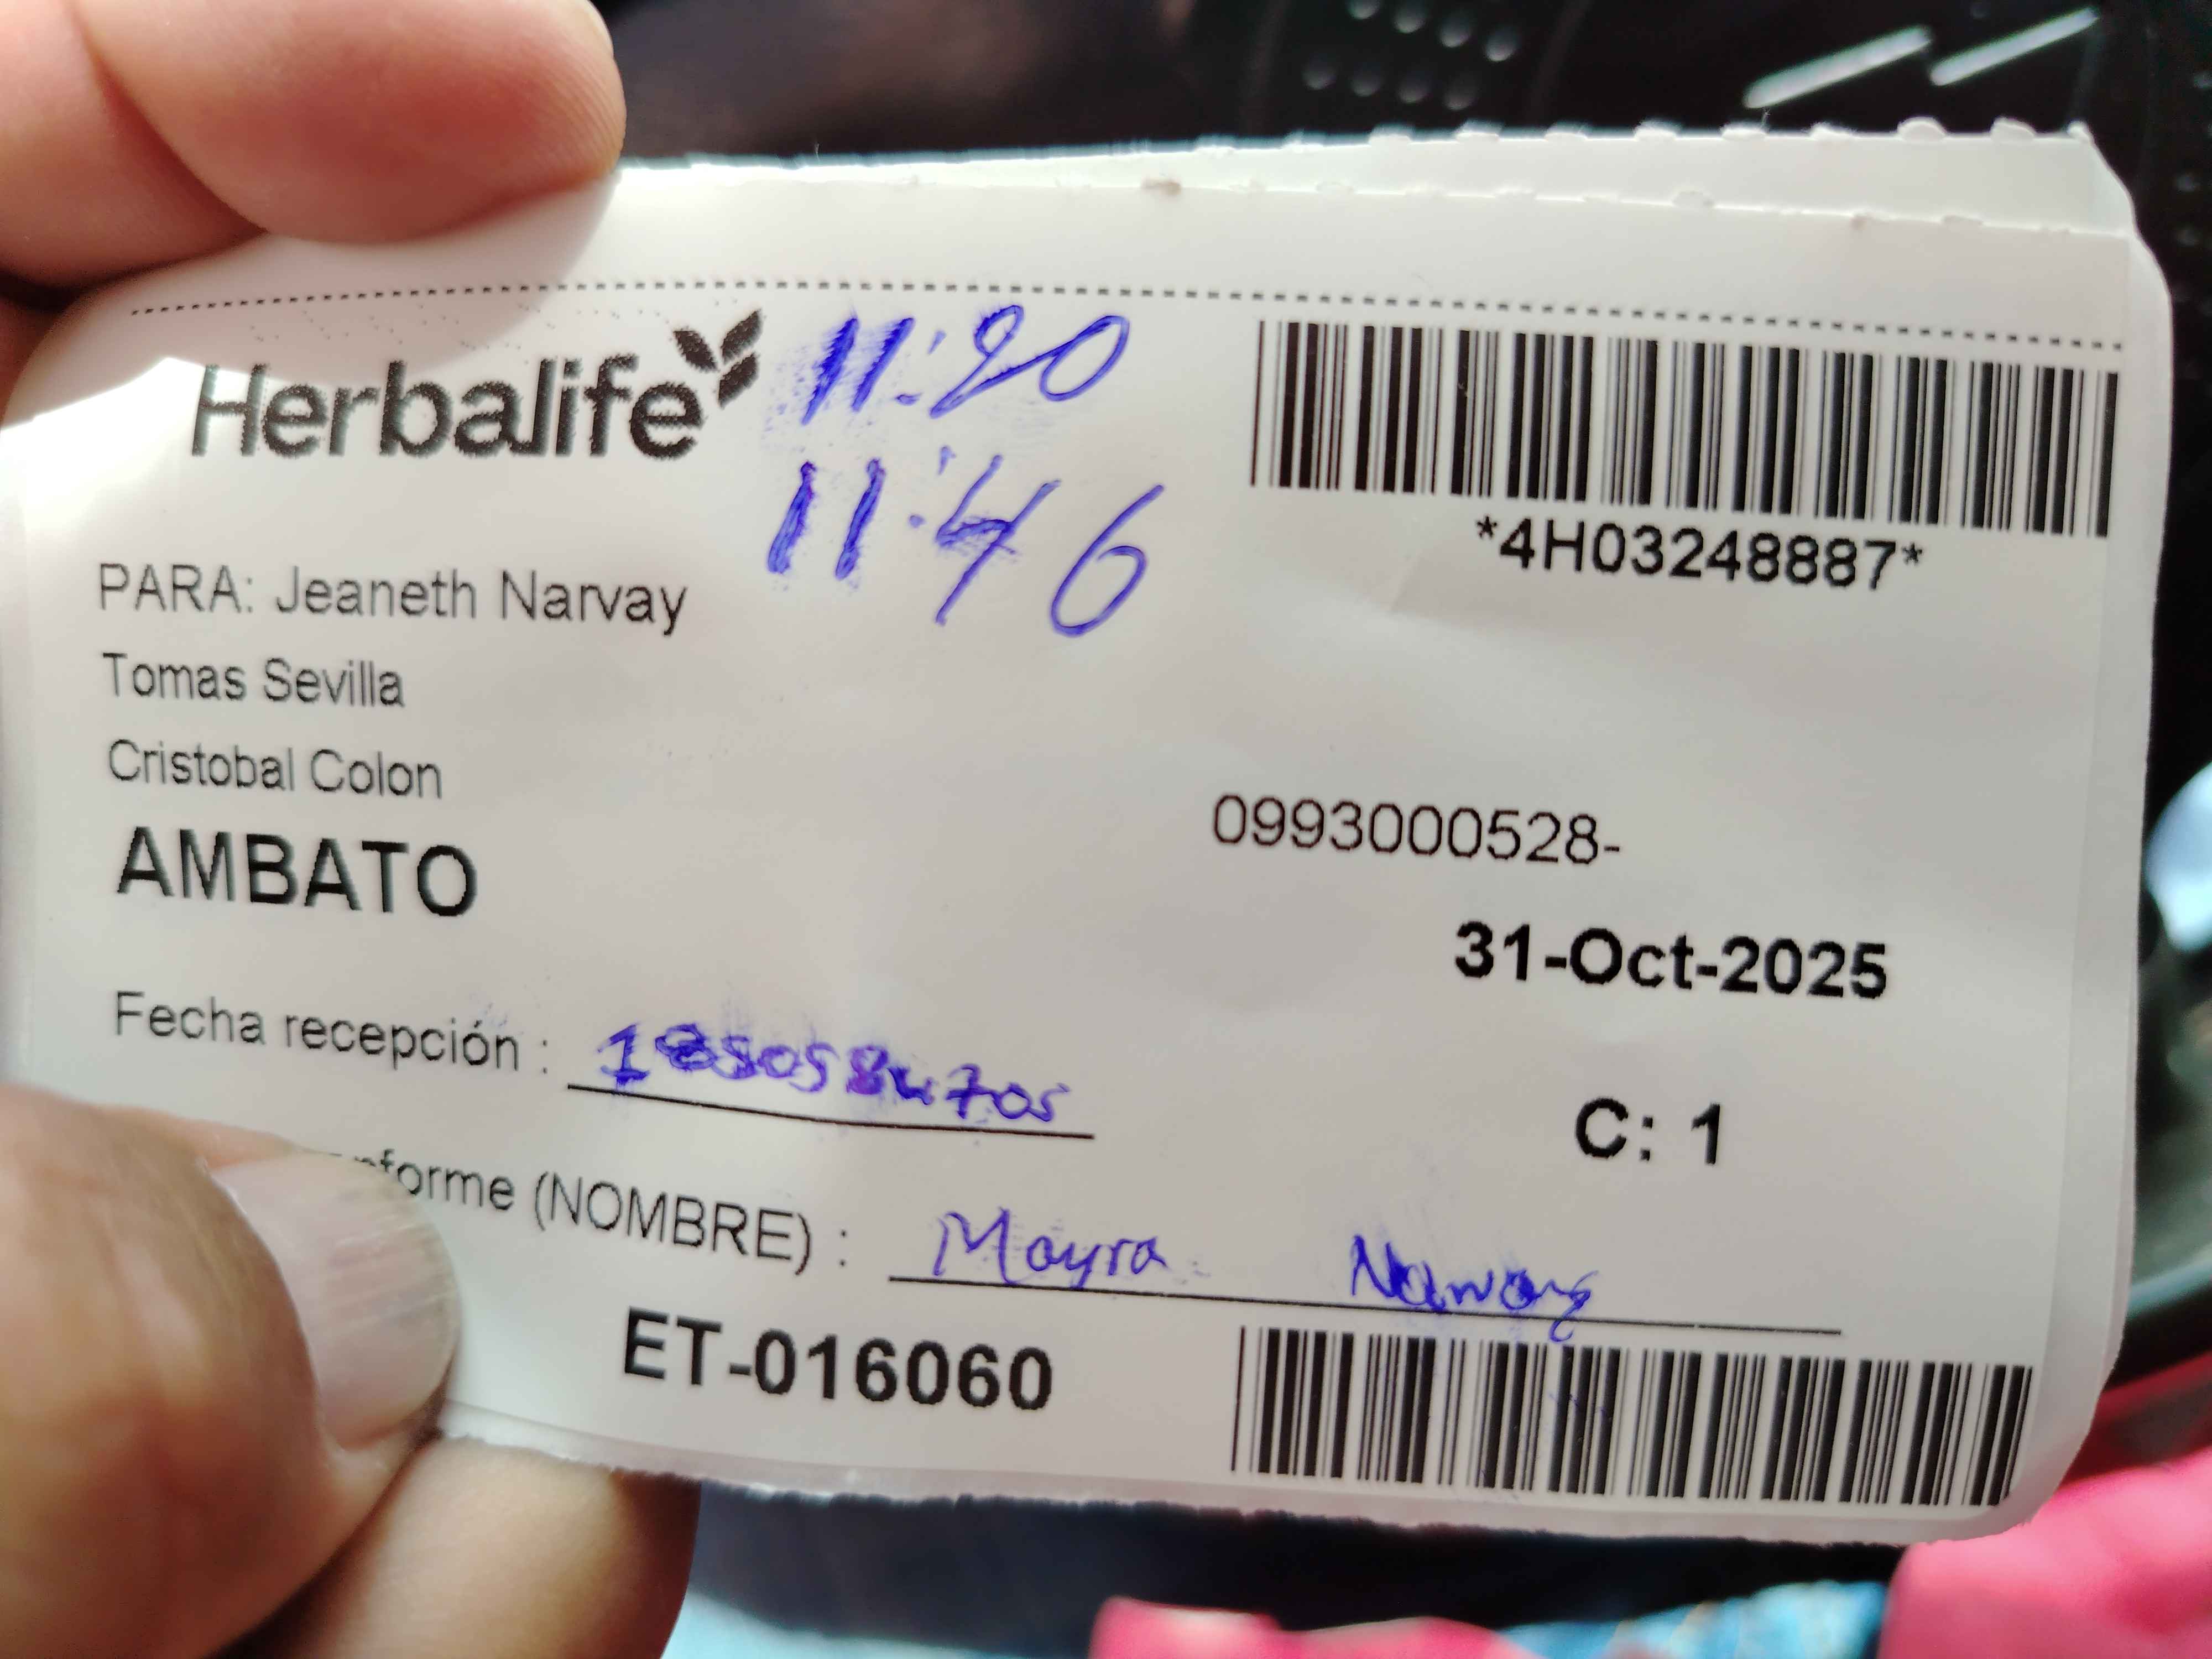 Herbalife
11:20
11:46
*4H03248887*
PARA: Jeaneth Narvay
Tomas Sevilla
Cristobal Colon
AMBATO
0993000528-
31-Oct-2025
Fecha recepción :
C: 1
(NOMBRE) : Mayra
ET-016060